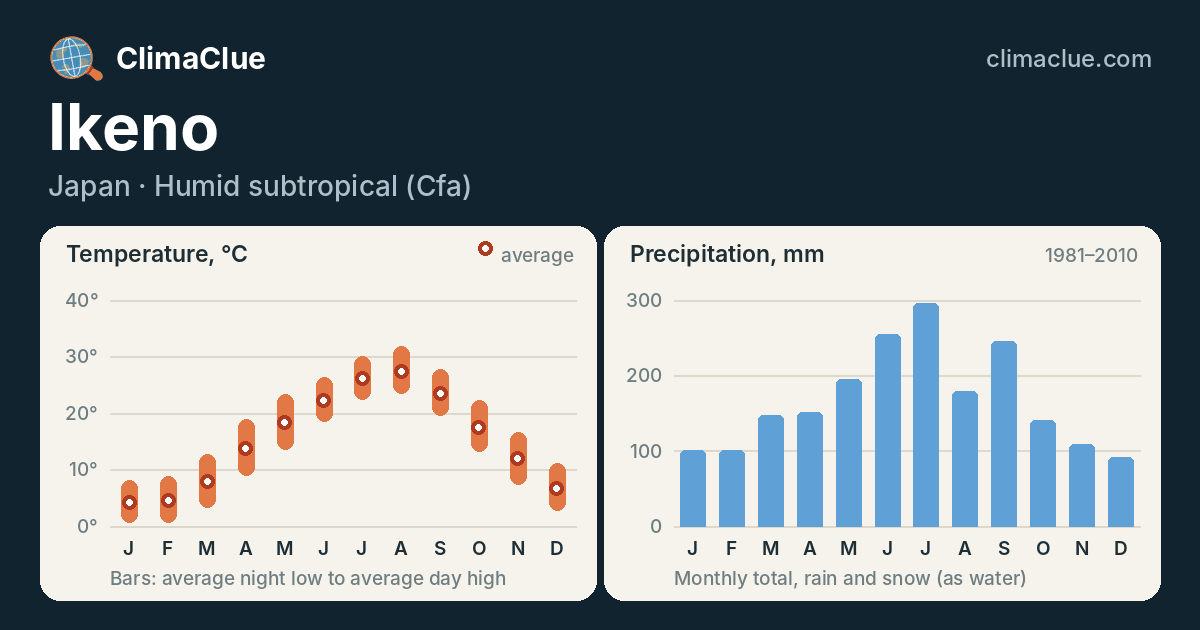 ClimaClue
climaclue.com
Ikeno
Japan · Humid subtropical (Cfa)
Temperature, °C
average
40°
30°
20°
10°
0°
J F M A M J J A S O N D
Bars: average night low to average day high
Precipitation, mm
1981–2010
300
200
100
0
J F M A M J J A S O N D
Monthly total, rain and snow (as water)